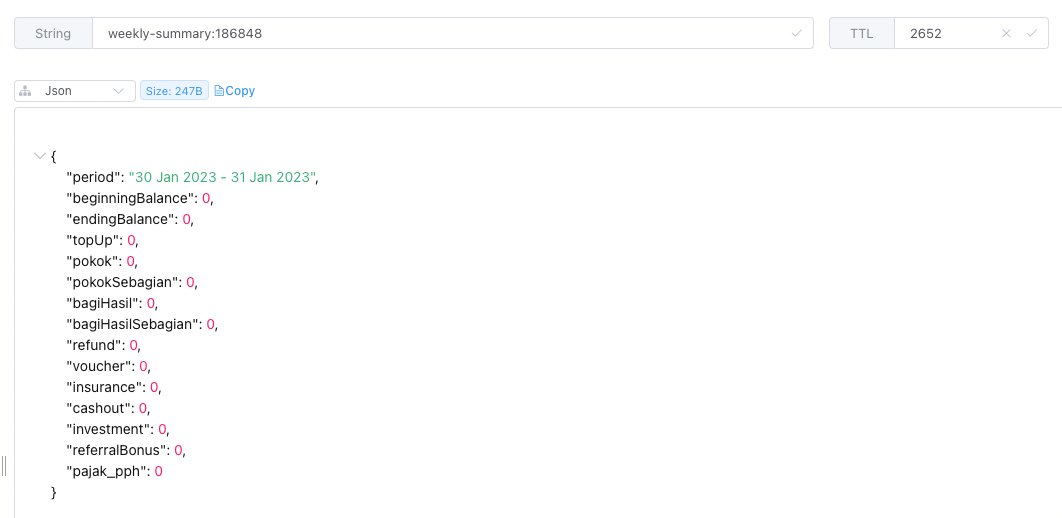 String weekly-summary:186848 TTL 2652
Json Size: 247B Copy
{
"period": "30 Jan 2023 - 31 Jan 2023",
"beginningBalance": 0,
"endingBalance": 0,
"topUp": 0,
"pokok": 0,
"pokokSebagian": 0,
"bagiHasil": 0,
"bagiHasilSebagian": 0,
"refund": 0,
"voucher": 0,
"insurance": 0,
"cashout": 0,
"investment": 0,
"referralBonus": 0,
"pajak_pph": 0
}